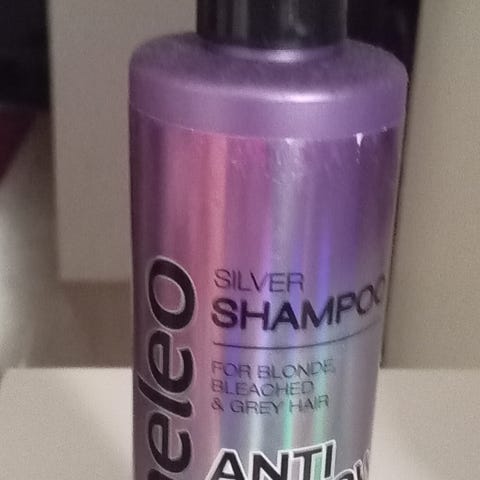 eleo
SILVER
SHAMPOO
FOR BLONDE,
BLEACHED
& GREY HAIR
ANTI